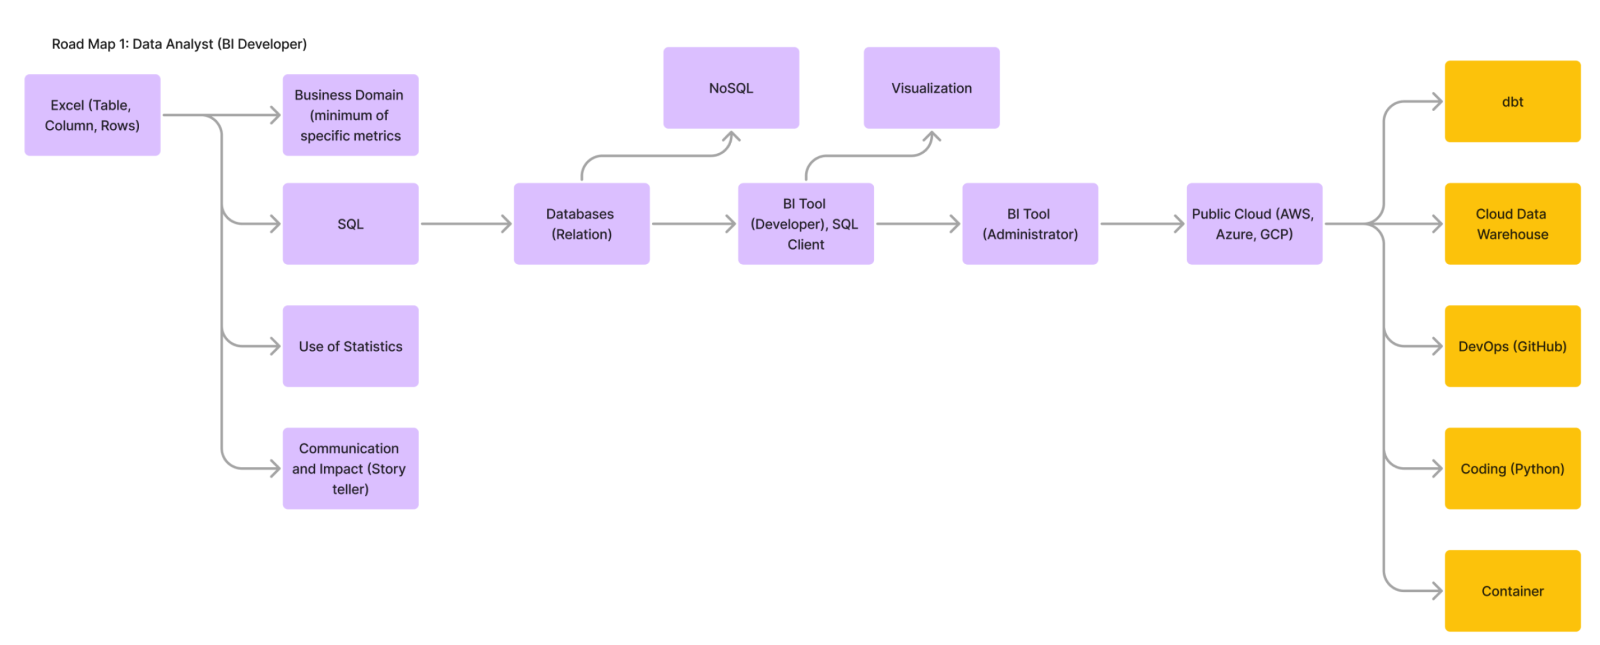 Road Map 1: Data Analyst (BI Developer)
Excel (Table,
Column, Rows)
Business Domain
(minimum of
specific metrics
SQL
Use of Statistics
Communication
and Impact (Story
teller)
Databases
(Relation)
NoSQL
BI Tool
(Developer), SQL
Client
Visualization
BI Tool
(Administrator)
Public Cloud (AWS,
Azure, GCP)
dbt
Cloud Data
Warehouse
DevOps (GitHub)
Coding (Python)
Container